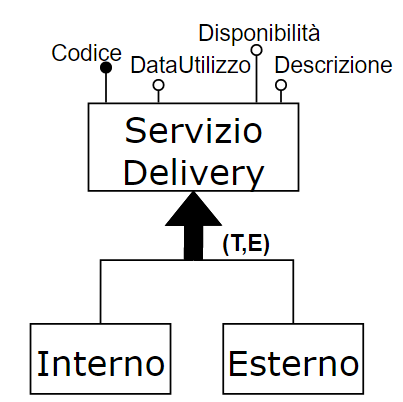 Disponibilità
Codice
DataUtilizzo
Descrizione
Servizio
Delivery
(T,E)
Interno
Esterno